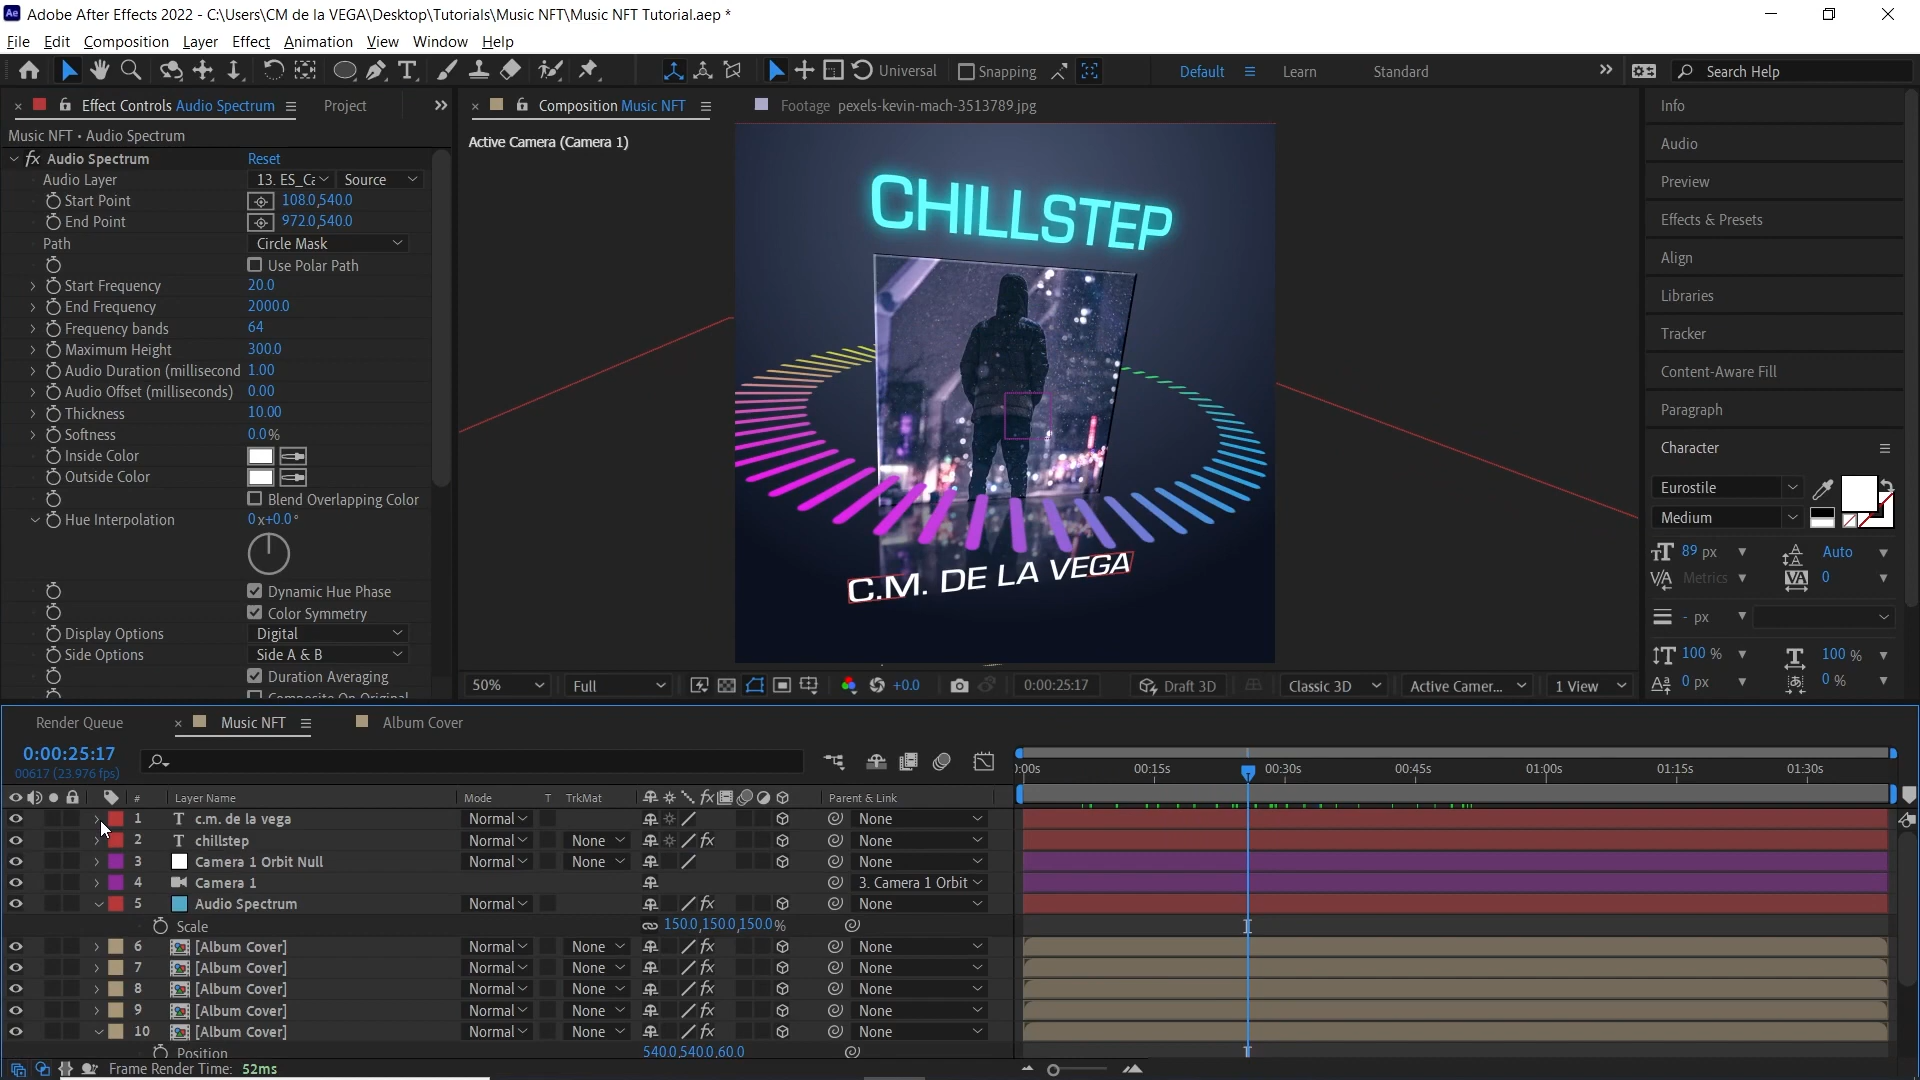 Adobe After Effects 2022 - C:\Users\CM de la VEGA\Desktop\Tutorials\Music NFT\Music NFT Tutorial.aep *
File Edit Composition Layer Effect Animation View Window Help
Universal Snapping Default Learn Standard Search Help
Effect Controls Audio Spectrum Project
Composition Music NFT
Footage pexels-kevin-mach-3513789.jpg
Music NFT • Audio Spectrum
fx Audio Spectrum Reset
Audio Layer 13. ES_Ca Source
Start Point 108.0,540.0
End Point 972.0,540.0
Path Circle Mask
Use Polar Path
Start Frequency 20.0
End Frequency 2000.0
Frequency bands 64
Maximum Height 300.0
Audio Duration (millisecond 1.00
Audio Offset (milliseconds) 0.00
Thickness 10.00
Softness 0.0%
Inside Color
Outside Color
Blend Overlapping Color
Hue Interpolation 0x+0.0°
Dynamic Hue Phase
Color Symmetry
Display Options Digital
Side Options Side A & B
Duration Averaging
Composite On Original
Active Camera (Camera 1)
CHILLSTEP
C.M. DE LA VEGA
50% Full +0.0 0:00:25:17 Draft 3D Classic 3D Active Camer... 1 View
Info
Audio
Preview
Effects & Presets
Align
Libraries
Tracker
Content-Aware Fill
Paragraph
Character
Eurostile
Medium
89 px Auto
Metrics 0
- px
100 % 100 %
0 px 0 %
Render Queue Music NFT Album Cover
0:00:25:17
00617 (23.976 fps)
):00s 00:15s 00:30s 00:45s 01:00s 01:15s 01:30s
# Layer Name Mode T TrkMat fx Parent & Link
1 T c.m. de la vega Normal None
2 T chillstep Normal None fx None
3 Camera 1 Orbit Null Normal None None
4 Camera 1 3. Camera 1 Orbit
5 Audio Spectrum Normal fx None
Scale 150.0,150.0,150.0%
6 [Album Cover] Normal None fx None
7 [Album Cover] Normal None fx None
8 [Album Cover] Normal None fx None
9 [Album Cover] Normal None fx None
10 [Album Cover] Normal None fx None
Position 540.0,540.0,60.0
Frame Render Time: 52ms